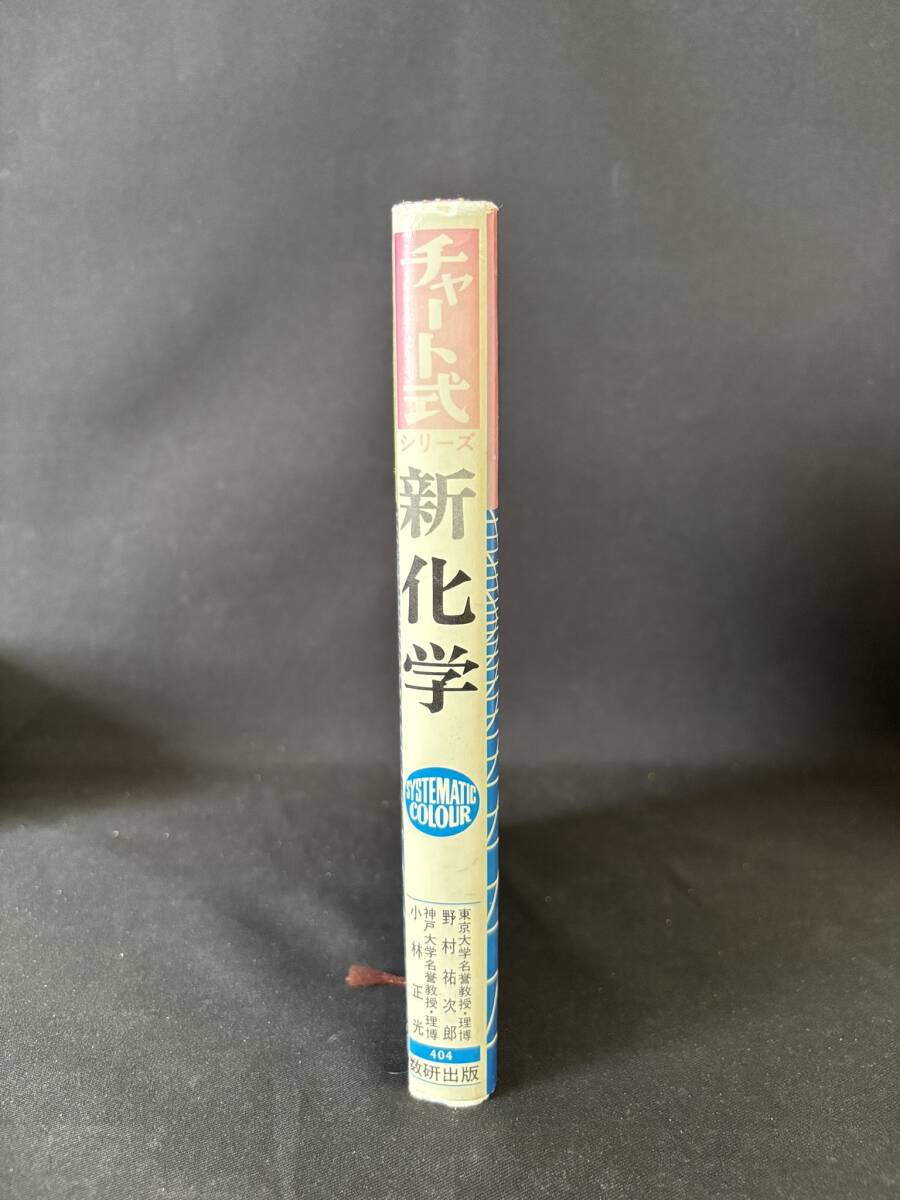 チャート式
シリーズ
新化学
SYSTEMATIC
COLOUR
東京大学名誉教授・理博
野村祐次郎
神戸大学名誉教授・理博
小林正光
404
数研出版